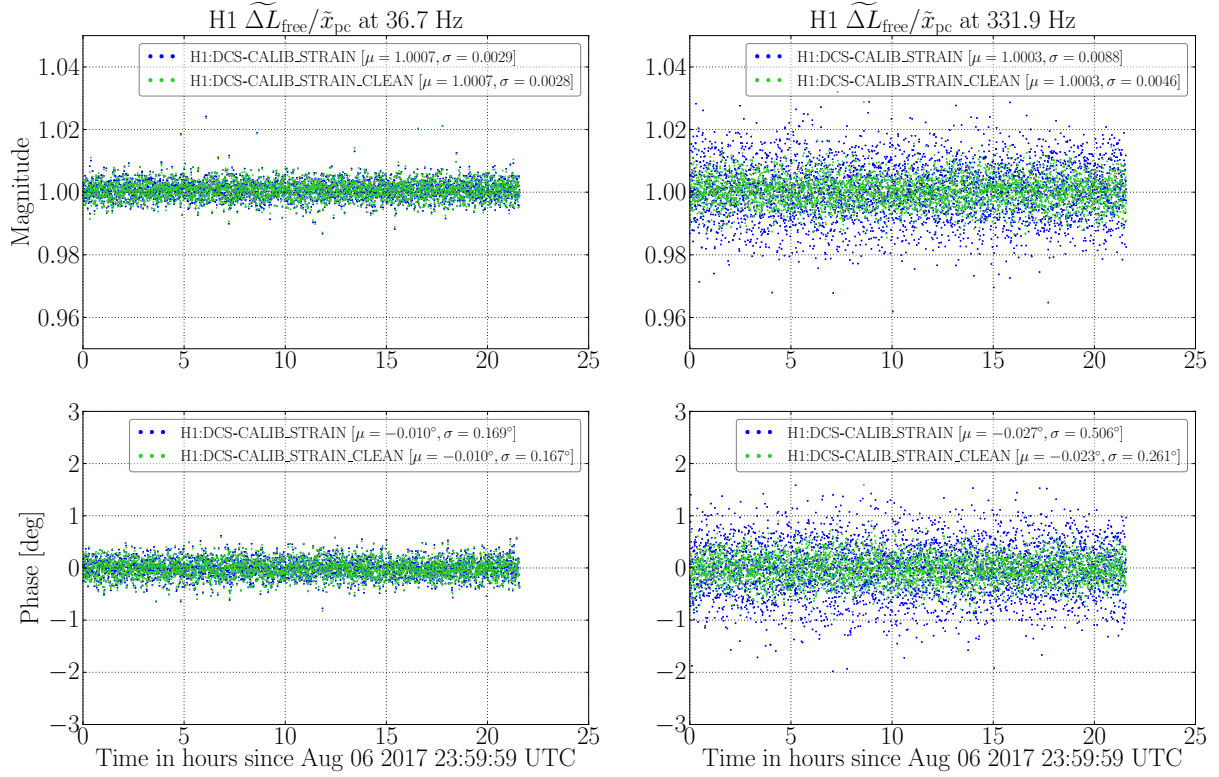 H1 ΔL̃free/x̃pc at 36.7 Hz
H1:DCS-CALIB_STRAIN [μ = 1.0007, σ = 0.0029]
H1:DCS-CALIB_STRAIN_CLEAN [μ = 1.0007, σ = 0.0028]
1.04
1.02
1.00
0.98
0.96
Magnitude
0 5 10 15 20 25
H1 ΔL̃free/x̃pc at 331.9 Hz
H1:DCS-CALIB_STRAIN [μ = 1.0003, σ = 0.0088]
H1:DCS-CALIB_STRAIN_CLEAN [μ = 1.0003, σ = 0.0046]
1.04
1.02
1.00
0.98
0.96
0 5 10 15 20 25
H1:DCS-CALIB_STRAIN [μ = −0.010°, σ = 0.169°]
H1:DCS-CALIB_STRAIN_CLEAN [μ = −0.010°, σ = 0.167°]
3
2
1
0
−1
−2
−3
Phase [deg]
0 5 10 15 20 25
Time in hours since Aug 06 2017 23:59:59 UTC
H1:DCS-CALIB_STRAIN [μ = −0.027°, σ = 0.506°]
H1:DCS-CALIB_STRAIN_CLEAN [μ = −0.023°, σ = 0.261°]
3
2
1
0
−1
−2
−3
0 5 10 15 20 25
Time in hours since Aug 06 2017 23:59:59 UTC